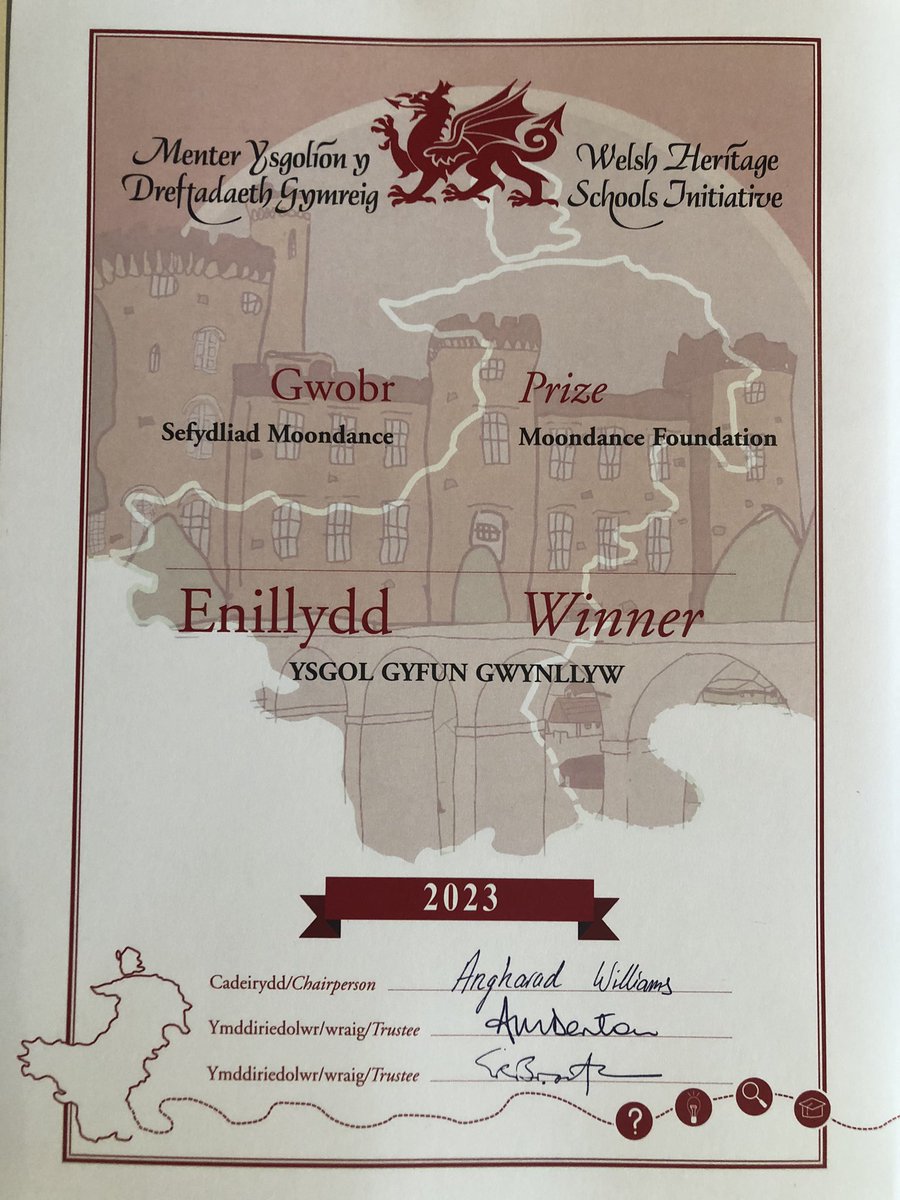 Menter Ysgolion y
Dreftadaeth Gymreig
Welsh Heritage
Schools Initiative
Gwobr
Sefydliad Moondance
Prize
Moondance Foundation
Enillydd
Winner
YSGOL GYFUN GWYNLLYW
2023
Cadeirydd/Chairperson Angharad Williams
Ymddiriedolwr/wraig/Trustee
Ymddiriedolwr/wraig/Trustee
?